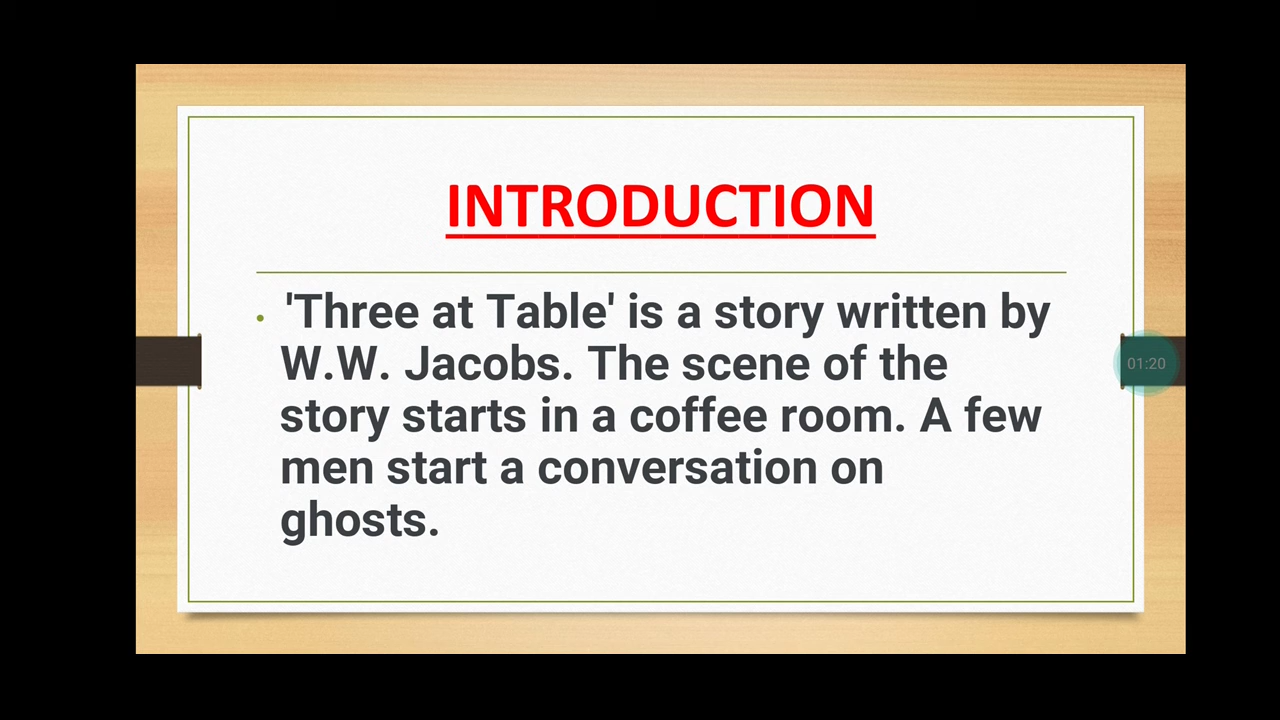 INTRODUCTION
• 'Three at Table' is a story written by
W.W. Jacobs. The scene of the
story starts in a coffee room. A few
men start a conversation on
ghosts.
01:20